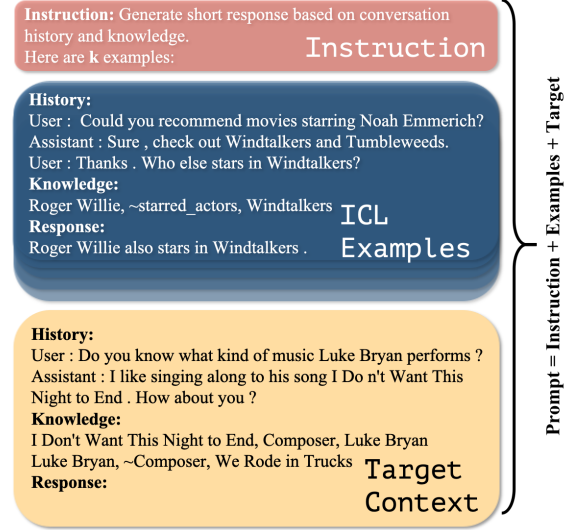 Instruction: Generate short response based on conversation
history and knowledge.
Here are k examples:
Instruction
History:
User : Could you recommend movies starring Noah Emmerich?
Assistant : Sure , check out Windtalkers and Tumbleweeds.
User : Thanks . Who else stars in Windtalkers?
Knowledge:
Roger Willie, ~starred_actors, Windtalkers
Response:
Roger Willie also stars in Windtalkers .
ICL
Examples
History:
User : Do you know what kind of music Luke Bryan performs ?
Assistant : I like singing along to his song I Do n't Want This
Night to End . How about you ?
Knowledge:
I Don't Want This Night to End, Composer, Luke Bryan
Luke Bryan, ~Composer, We Rode in Trucks
Response:
Target
Context
Prompt = Instruction + Examples + Target